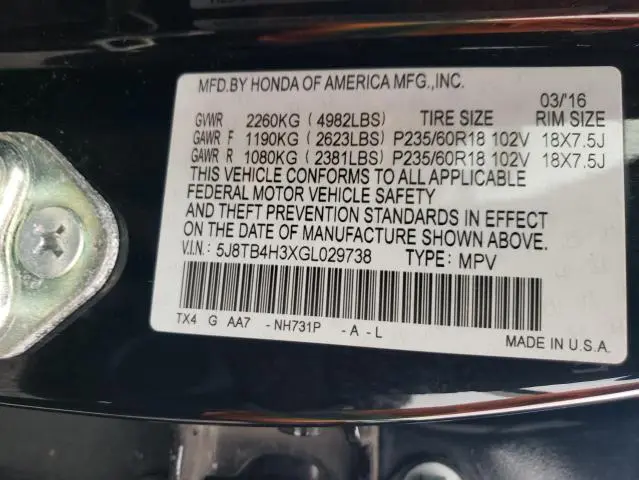 MFD.BY HONDA OF AMERICA MFG.,INC.
03/'16
GVWR 2260KG (4982LBS) TIRE SIZE RIM SIZE
GAWR F 1190KG (2623LBS) P235/60R18 102V 18X7.5J
GAWR R 1080KG (2381LBS) P235/60R18 102V 18X7.5J
THIS VEHICLE CONFORMS TO ALL APPLICABLE
FEDERAL MOTOR VEHICLE SAFETY
AND THEFT PREVENTION STANDARDS IN EFFECT
ON THE DATE OF MANUFACTURE SHOWN ABOVE.
V.I.N: 5J8TB4H3XGL029738 TYPE: MPV
TX4 G AA7 - NH731P - A - L
MADE IN U.S.A.